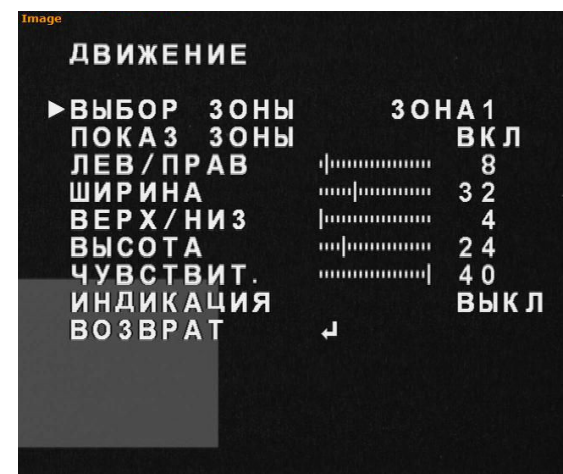 Image
ДВИЖЕНИЕ
▶ВЫБОР ЗОНЫ ЗОНА1
ПОКАЗ ЗОНЫ ВКЛ
ЛЕВ/ПРАВ 8
ШИРИНА 32
ВЕРХ/НИЗ 4
ВЫСОТА 24
ЧУВСТВИТ. 40
ИНДИКАЦИЯ ВЫКЛ
ВОЗВРАТ ↵